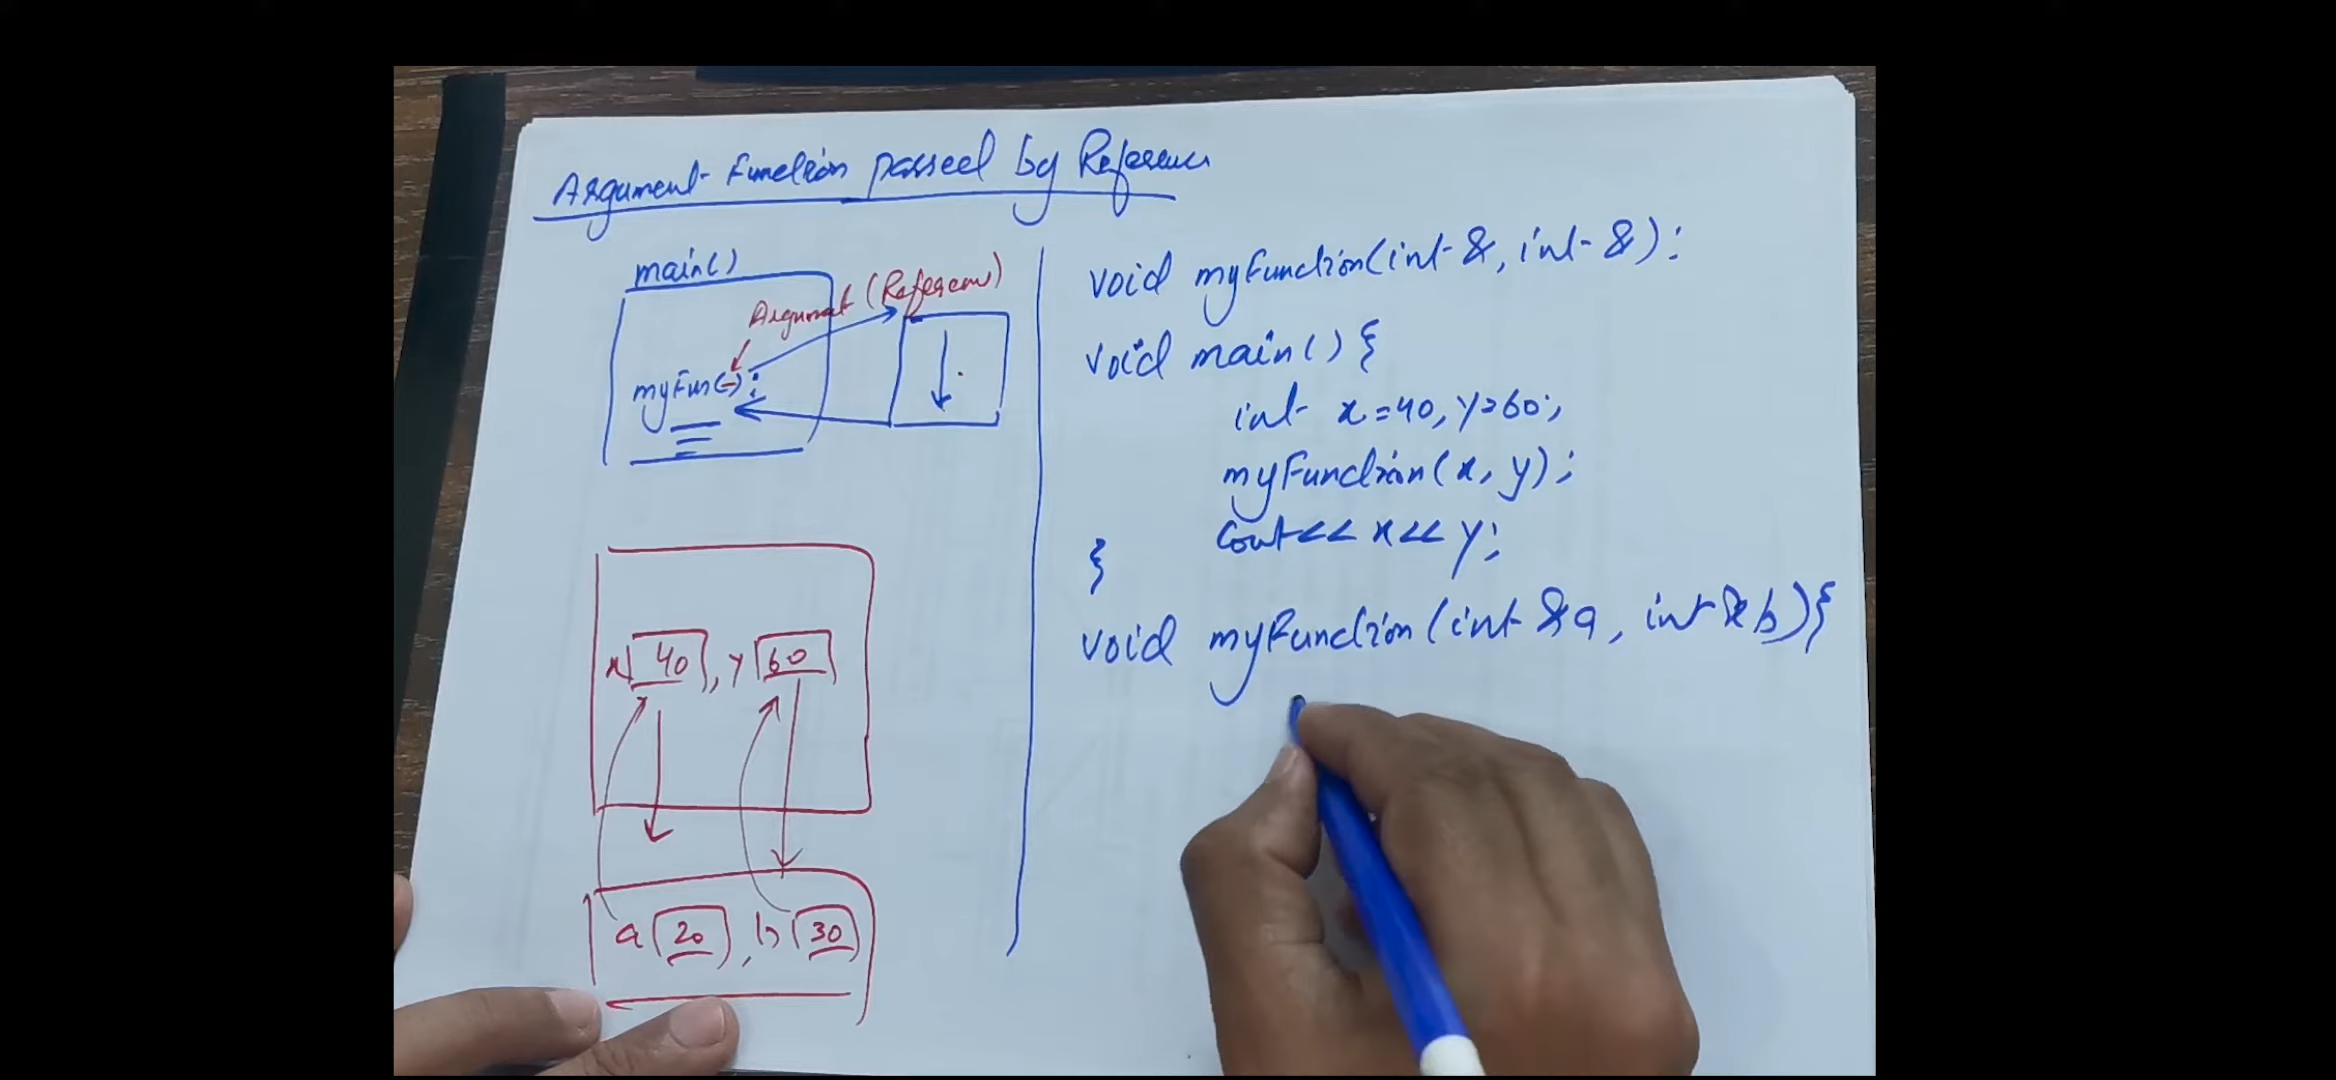 Argument Function passed by Reference
main()
Argument (Reference)
myFun(-);
x 40, y 60
a 20, b 30
void myFunction(int &, int &);
void main() {
int x=40, y=60;
myFunction(x, y);
Cout<< x<< y;
}
void myFunction(int &a, int &b){